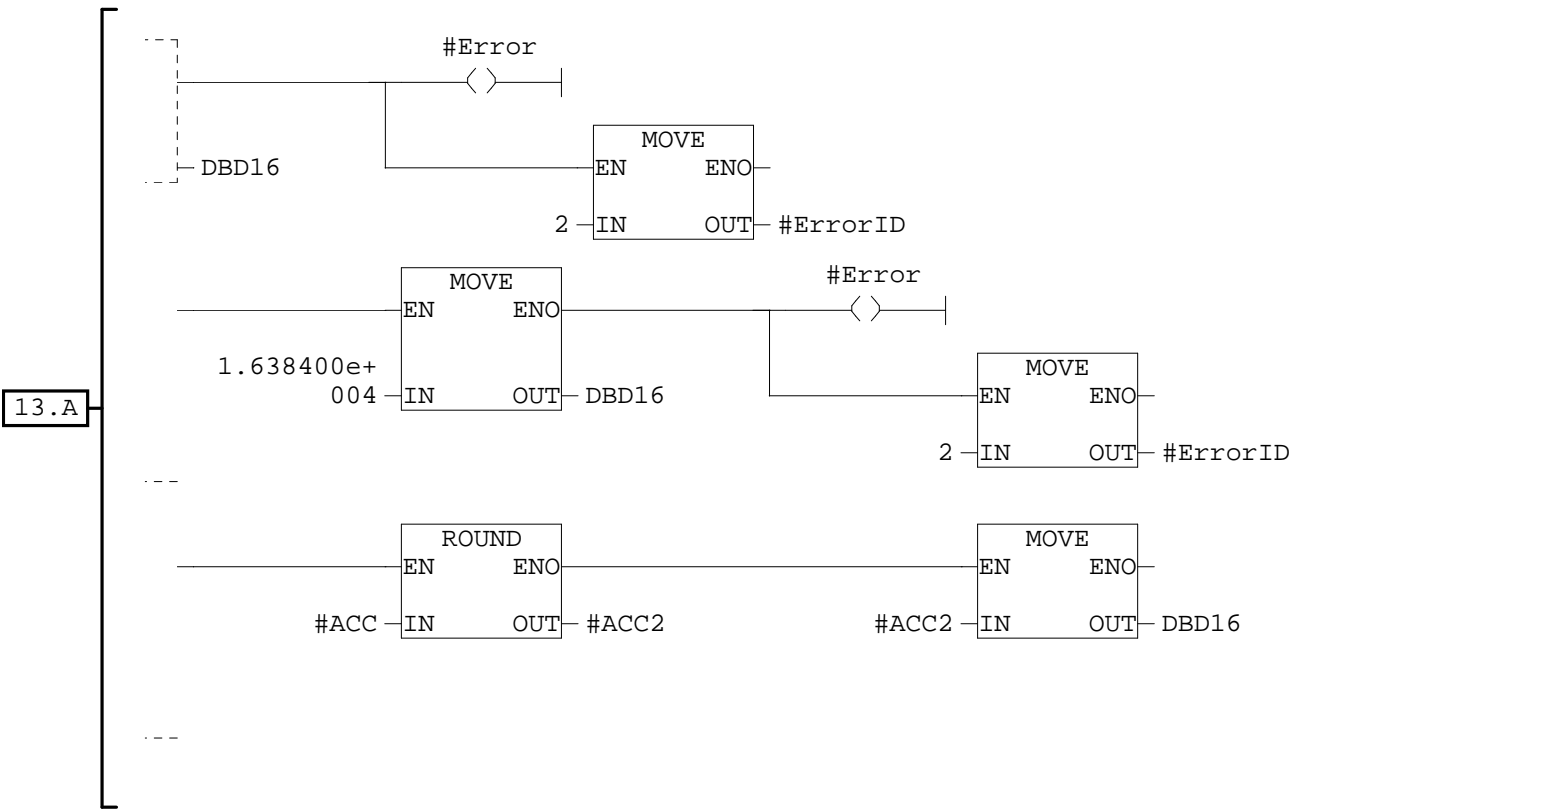 #Error
MOVE
DBD16 EN ENO
2 IN OUT #ErrorID
#Error
MOVE
EN ENO
1.638400e+
MOVE
004 IN OUT DBD16 EN ENO
13.A
2 IN OUT #ErrorID
ROUND MOVE
EN ENO EN ENO
#ACC IN OUT #ACC2 #ACC2 IN OUT DBD16